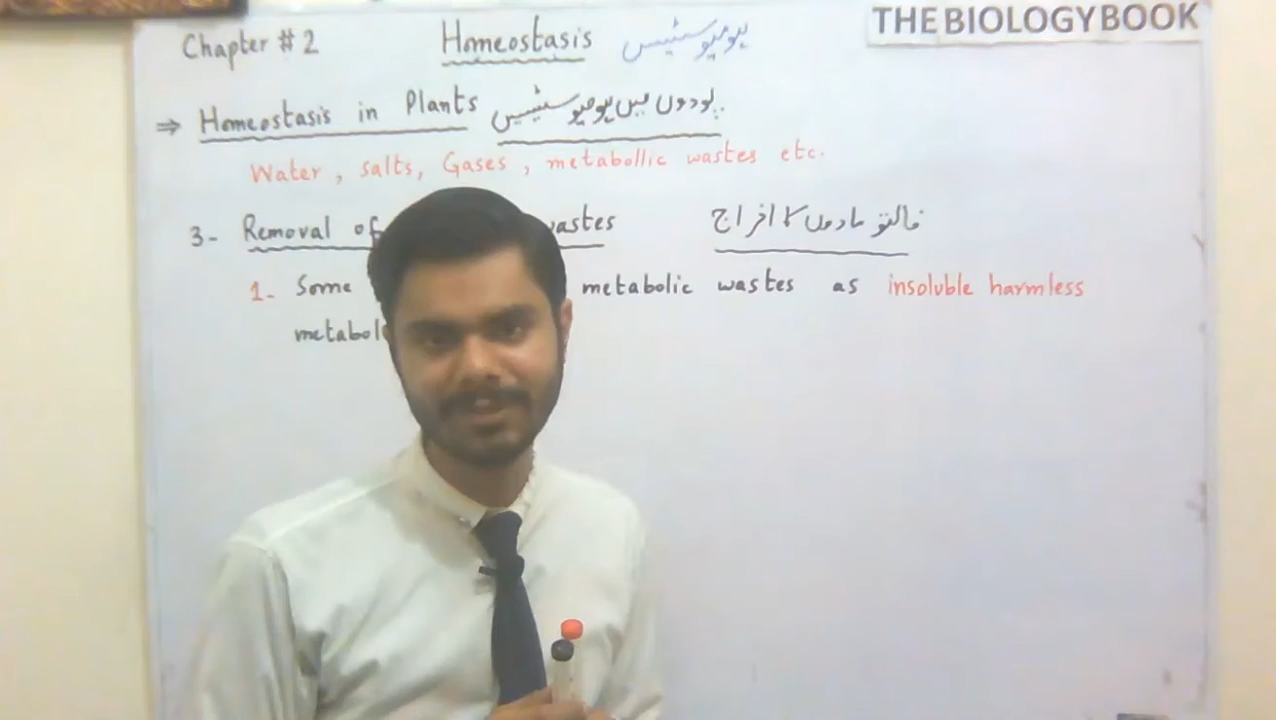 THE BIOLOGY BOOK
Chapter # 2 Homeostasis ہومیوسٹیسس
⇒ Homeostasis in Plants پودوں میں ہومیوسٹیسس
Water, salts, Gases, metabollic wastes etc.
3- Removal of wastes فالتو مادوں کا اخراج
1- Some metabolic wastes as insoluble harmless